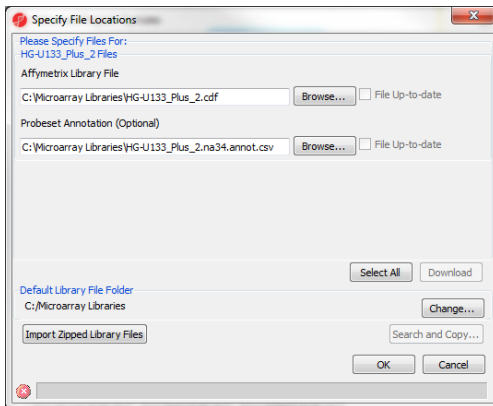 Specify File Locations
Please Specify Files For:
HG-U133_Plus_2 Files
Affymetrix Library File
C:\Microarray Libraries\HG-U133_Plus_2.cdf Browse... File Up-to-date
Probeset Annotation (Optional)
C:\Microarray Libraries\HG-U133_Plus_2.na34.annot.csv Browse... File Up-to-date
Select All Download
Default Library File Folder
C:/Microarray Libraries
Change...
Import Zipped Library Files Search and Copy...
OK Cancel